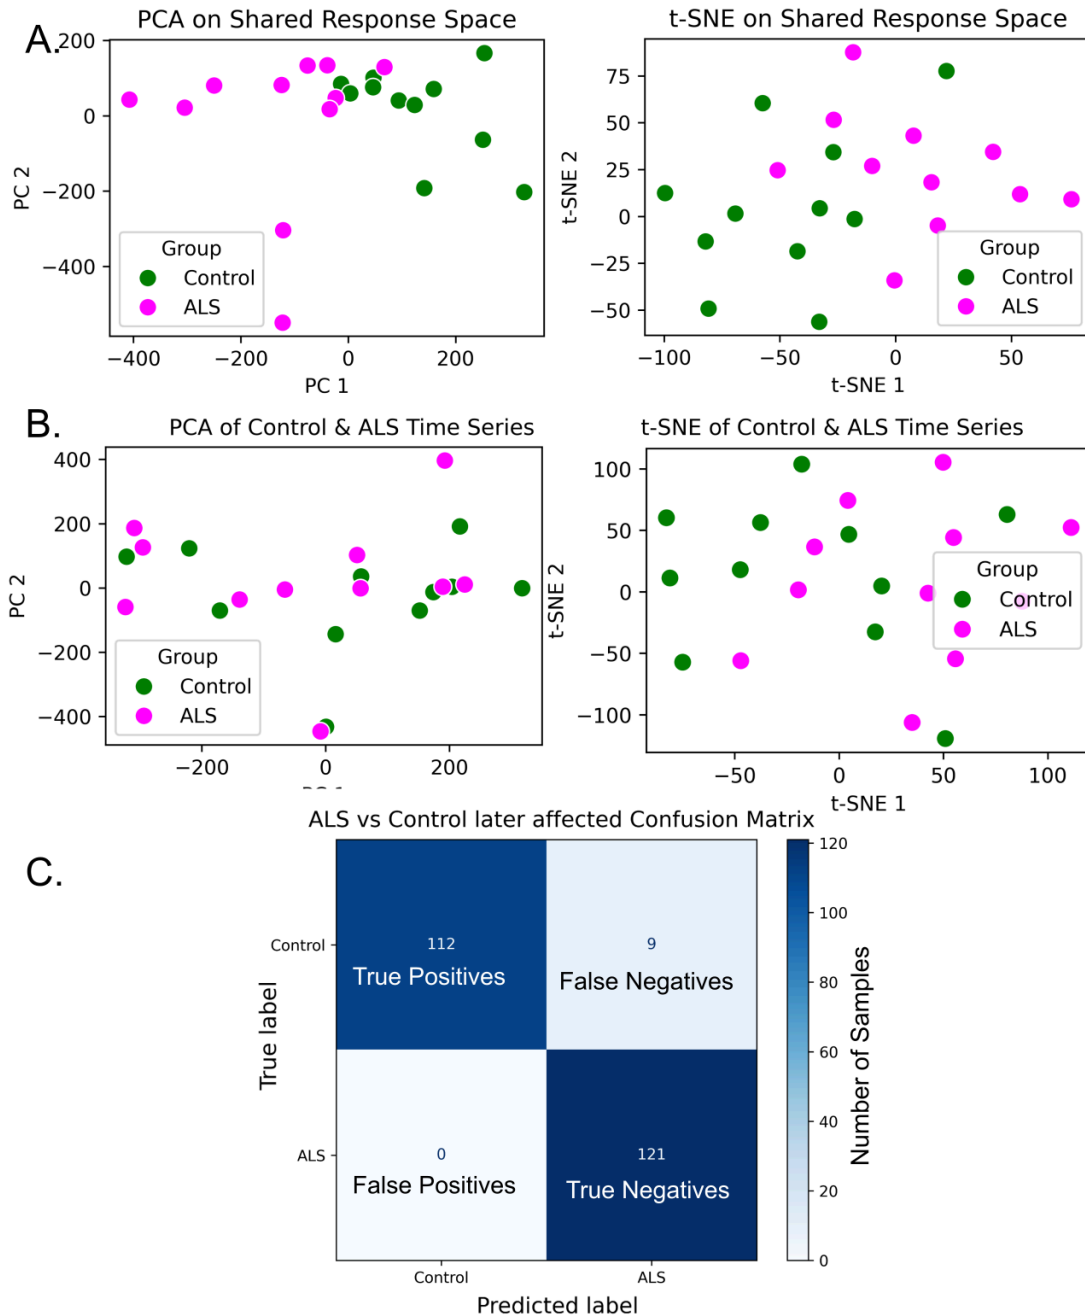 A.
PCA on Shared Response Space
200
0
−200
−400
PC 2
Group
Control
ALS
−400
−200
0
200
PC 1
t-SNE on Shared Response Space
75
50
25
0
−25
−50
t-SNE 2
Group
Control
ALS
−100
−50
0
50
t-SNE 1
B.
PCA of Control & ALS Time Series
400
200
0
−200
−400
PC 2
Group
Control
ALS
−200
0
200
t-SNE of Control & ALS Time Series
100
50
0
−50
−100
t-SNE 2
Group
Control
ALS
−50
0
50
100
t-SNE 1
C.
ALS vs Control later affected Confusion Matrix
True label
Control
112
True Positives
9
False Negatives
ALS
0
False Positives
121
True Negatives
Control
ALS
Predicted label
120
100
80
60
40
20
0
Number of Samples